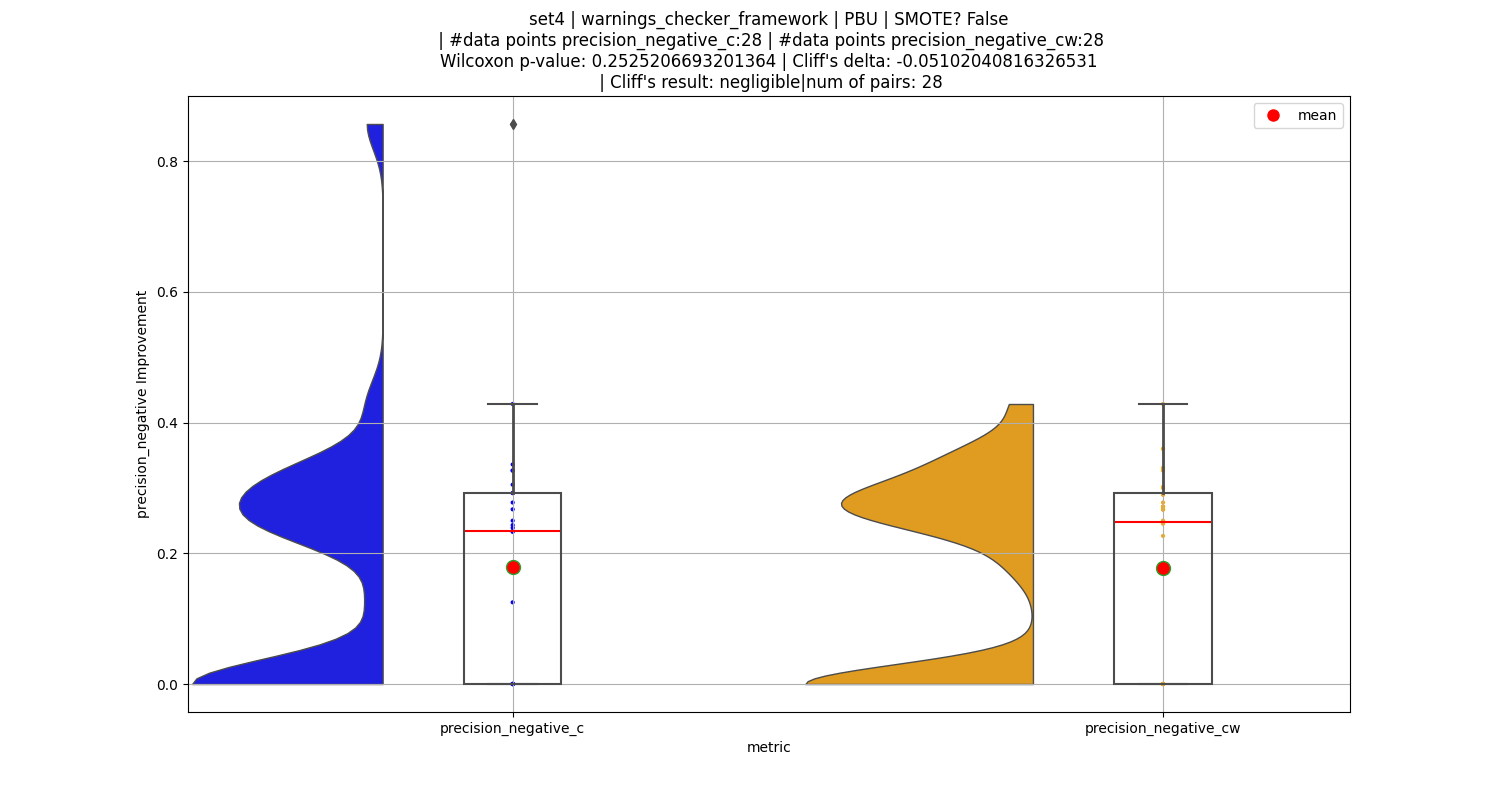 set4 | warnings_checker_framework | PBU | SMOTE? False
| #data points precision_negative_c:28 | #data points precision_negative_cw:28
Wilcoxon p-value: 0.2525206693201364 | Cliff's delta: -0.05102040816326531
| Cliff's result: negligible|num of pairs: 28
mean
0.8
0.6
0.4
0.2
0.0
precision_negative Improvement
precision_negative_c
precision_negative_cw
metric